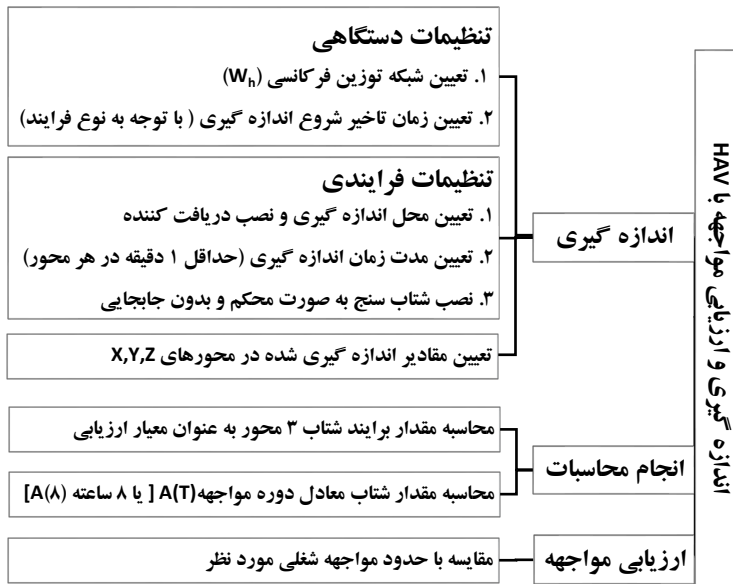 اندازه گیری و ارزیابی مواجهه با HAV
اندازه گیری
تنظیمات دستگاهی
۱. تعیین شبکه توزین فرکانسی (Wh)
۲. تعیین زمان تاخیر شروع اندازه گیری ( با توجه به نوع فرایند)
تنظیمات فرایندی
۱. تعیین محل اندازه گیری و نصب دریافت کننده
۲. تعیین مدت زمان اندازه گیری (حداقل ۱ دقیقه در هر محور)
۳. نصب شتاب سنج به صورت محکم و بدون جابجایی
تعیین مقادیر اندازه گیری شده در محورهای X,Y,Z
انجام محاسبات
محاسبه مقدار برایند شتاب ۳ محور به عنوان معیار ارزیابی
محاسبه مقدار شتاب معادل دوره مواجهه A(T) [ یا ۸ ساعته A(۸)]
ارزیابی مواجهه
مقایسه با حدود مواجهه شغلی مورد نظر